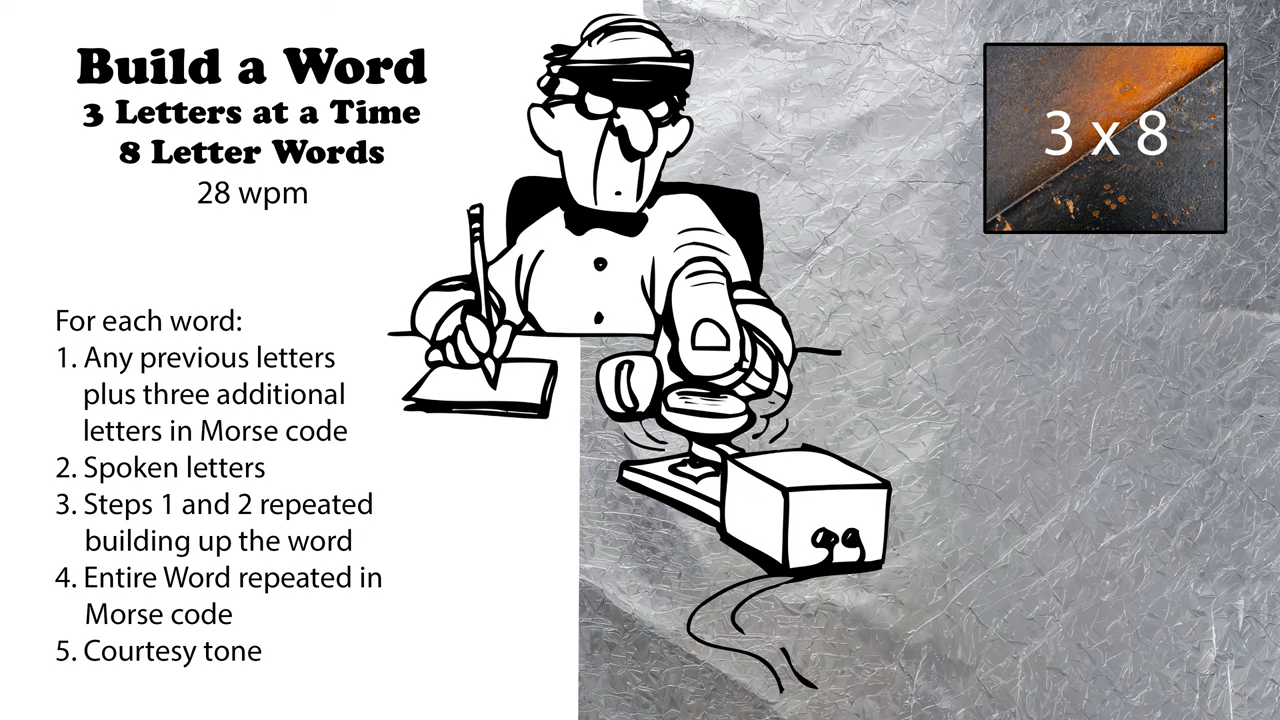 Build a Word
3 Letters at a Time
8 Letter Words
28 wpm
3 x 8
For each word:
1. Any previous letters
plus three additional
letters in Morse code
2. Spoken letters
3. Steps 1 and 2 repeated
building up the word
4. Entire Word repeated in
Morse code
5. Courtesy tone